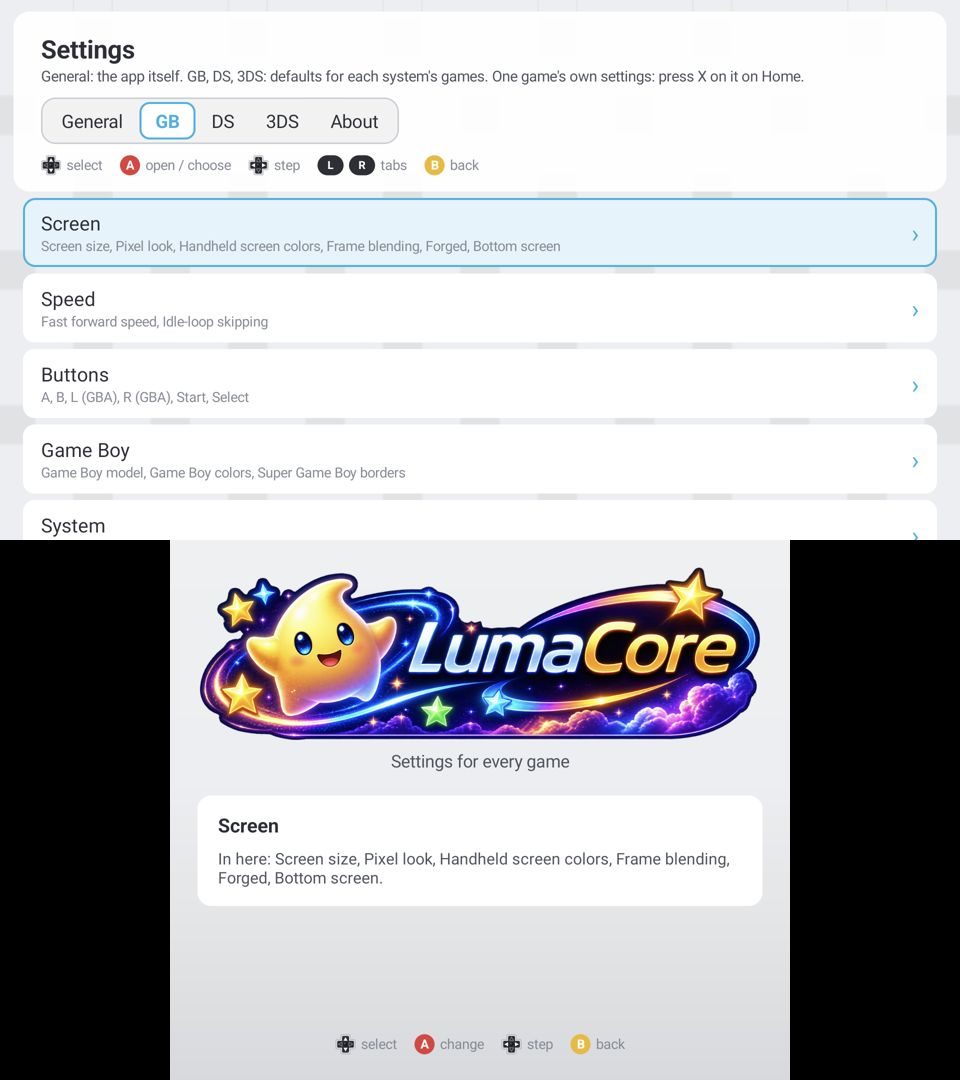 Settings
General: the app itself. GB, DS, 3DS: defaults for each system's games. One game's own settings: press X on it on Home.
General GB DS 3DS About
select A open / choose step L R tabs B back
Screen
Screen size, Pixel look, Handheld screen colors, Frame blending, Forged, Bottom screen
Speed
Fast forward speed, Idle-loop skipping
Buttons
A, B, L (GBA), R (GBA), Start, Select
Game Boy
Game Boy model, Game Boy colors, Super Game Boy borders
System
LumaCore
Settings for every game
Screen
In here: Screen size, Pixel look, Handheld screen colors, Frame blending,
Forged, Bottom screen.
select A change step B back